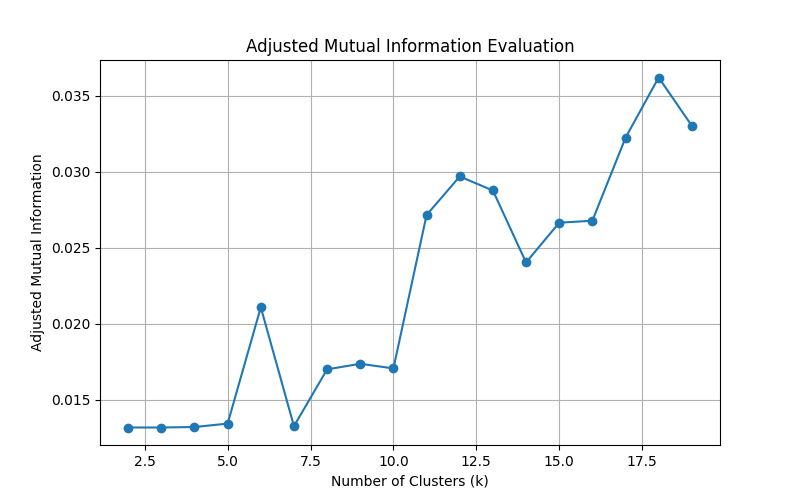 Adjusted Mutual Information Evaluation
Adjusted Mutual Information
0.035
0.030
0.025
0.020
0.015
2.5 5.0 7.5 10.0 12.5 15.0 17.5
Number of Clusters (k)